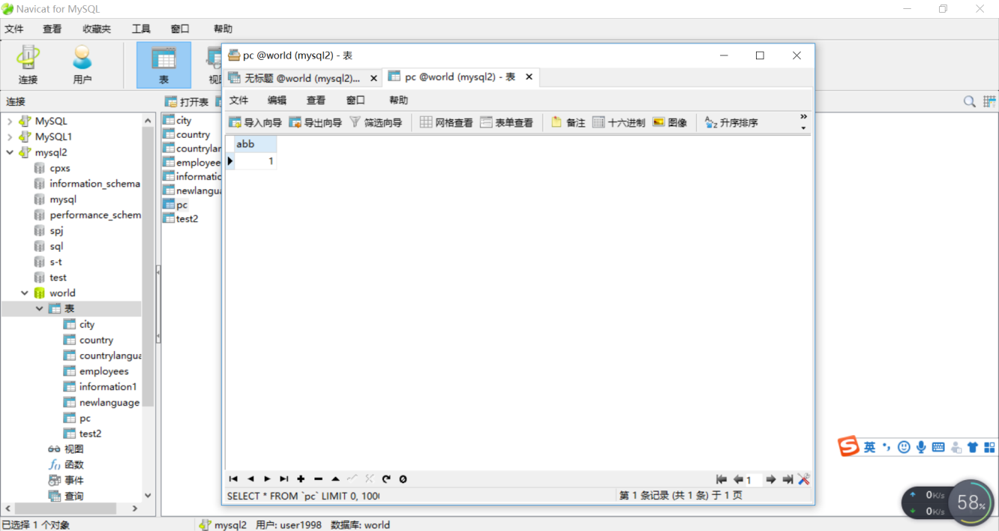 Navicat for MySQL
文件 查看 收藏夹 工具 窗口 帮助
连接 用户 表
pc @world (mysql2) - 表
无标题 @world (mysql2)... pc @world (mysql2) - 表
文件 编辑 查看 窗口 帮助
导入向导 导出向导 筛选向导 网格查看 表单查看 备注 十六进制 图像 升序排序 »
abb
1
连接
MySQL
MySQL1
mysql2
cpxs
information_schema
mysql
performance_schem
spj
sql
s-t
test
world
表
city
country
countrylangua
employees
information1
newlanguage
pc
test2
视图
函数
事件
查询
打开表
city
country
countrylan
employee
informatio
newlangua
pc
test2
1
SELECT * FROM `pc` LIMIT 0, 100
第 1 条记录 (共 1 条) 于 1 页
英
0K/s
0K/s
58%
已选择 1 个对象 mysql2 用户: user1998 数据库: world